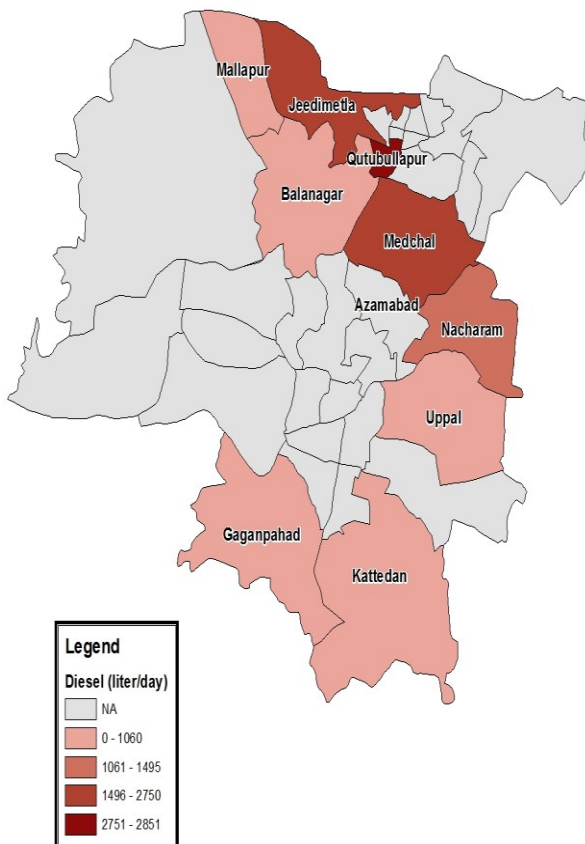 Mallapur
Jeedimetla
Qutubullapur
Balanagar
Medchal
Azamabad
Nacharam
Uppal
Gaganpahad
Kattedan
Legend
Diesel (liter/day)
NA
0 - 1060
1061 - 1495
1496 - 2750
2751 - 2851